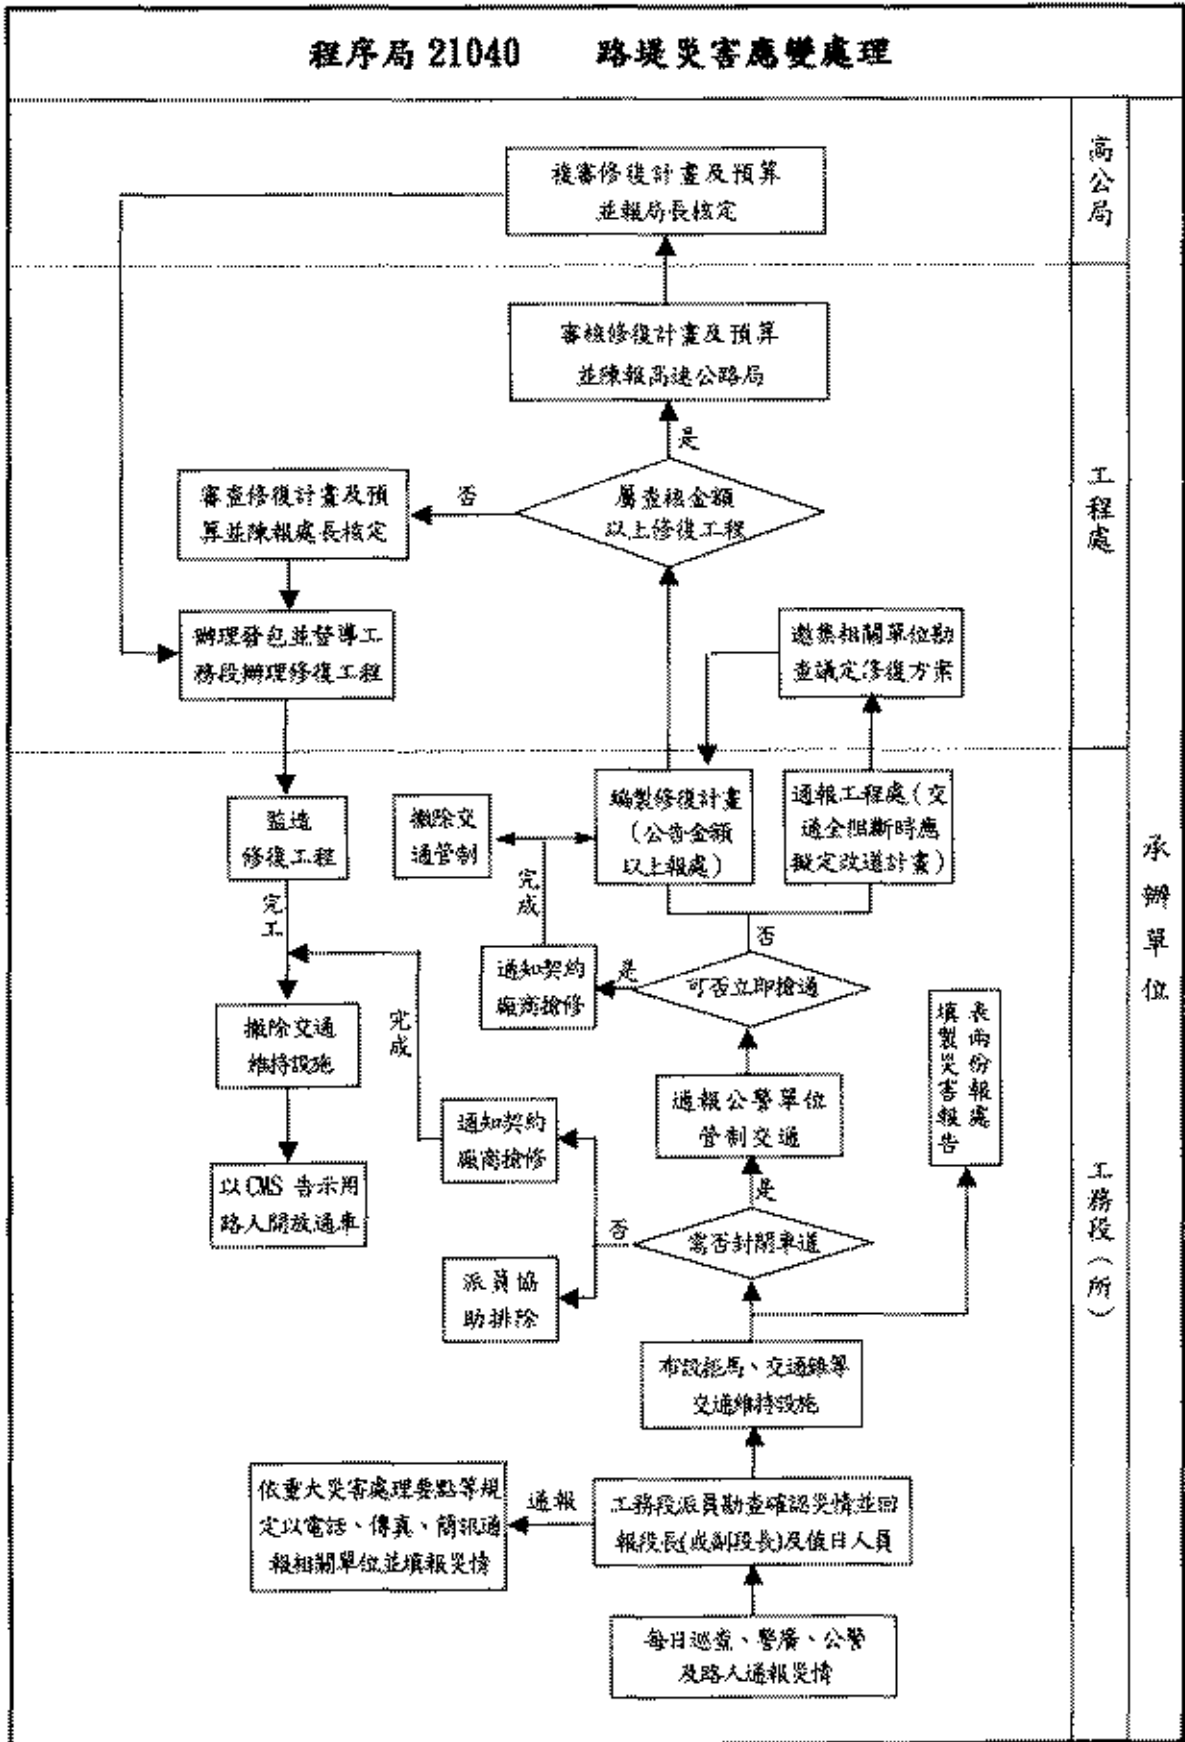 程序局 21040 路堤災害應變處理
高公局
複審修復計畫及預算
並報局長核定
工程處
審核修復計畫及預算
並陳報高速公路局
是
屬查核金額
以上修復工程
否
審查修復計畫及預
算並陳報處長核定
辦理發包並督導工
務段辦理修復工程
邀集相關單位勘
查議定修復方案
承辦單位
工務段(所)
監造
修復工程
完工
撤除交
通管制
編製修復計畫
(公告金額
以上報處)
通報工程處(交
通全阻斷時應
擬定改道計畫)
完成
否
通知契約
廠商搶修
是
可否立即搶通
撤除交通
維持設施
完成
填製災害報告
表兩份報處
通報公警單位
管制交通
通知契約
廠商搶修
是
以CMS 告示用
路人開放通車
否
需否封閉車道
派員協
助排除
布設拒馬、交通錐等
交通維持設施
依重大災害處理要點等規
定以電話、傳真、簡訊通
報相關單位並填報災情
通報
工務段派員勘查確認災情並回
報段長(或副段長)及值日人員
每日巡查、警廣、公警
及路人通報災情